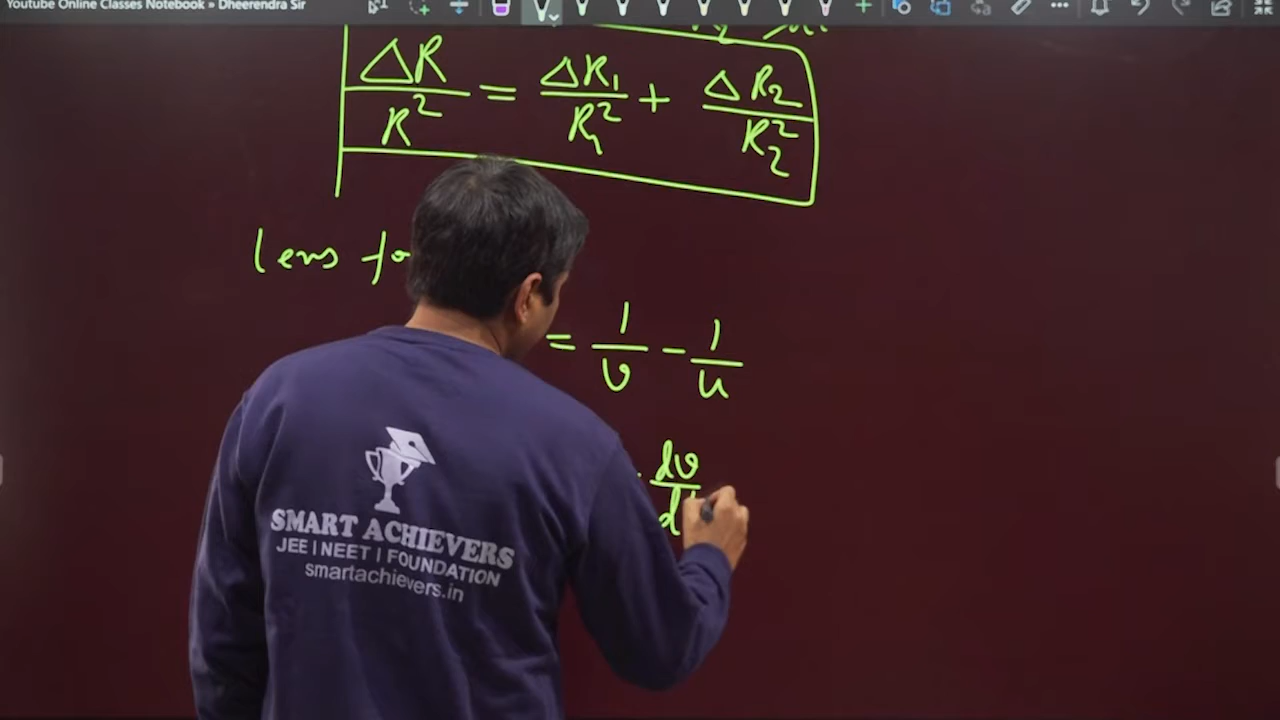 Youtube Online Classes Notebook » Dheerendra Sir
ΔR/R² = ΔR₁/R₁² + ΔR₂/R₂²
lens fo
= 1/v - 1/u
dv/d
SMART ACHIEVERS
JEE | NEET | FOUNDATION
smartachievers.in